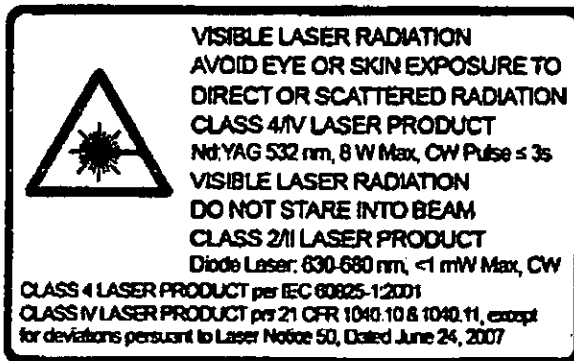 VISIBLE LASER RADIATION
AVOID EYE OR SKIN EXPOSURE TO
DIRECT OR SCATTERED RADIATION
CLASS 4/IV LASER PRODUCT
Nd:YAG 532 nm, 8 W Max, CW Pulse ≤ 3s
VISIBLE LASER RADIATION
DO NOT STARE INTO BEAM
CLASS 2/II LASER PRODUCT
Diode Laser: 630-680 nm, <1 mW Max, CW
CLASS 4 LASER PRODUCT per IEC 60825-1:2001
CLASS IV LASER PRODUCT per 21 CFR 1040.10 & 1040.11, except
for deviations persuant to Laser Notice 50, Dated June 24, 2007